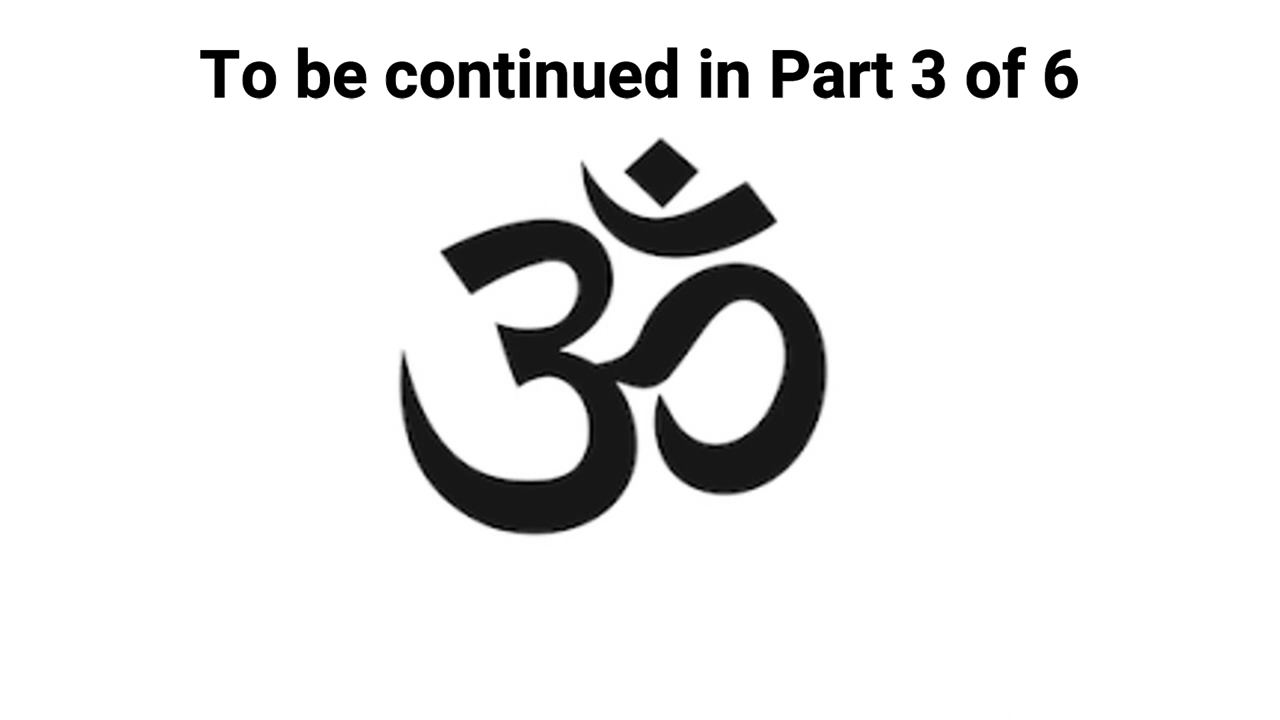 To be continued in Part 3 of 6
ॐ